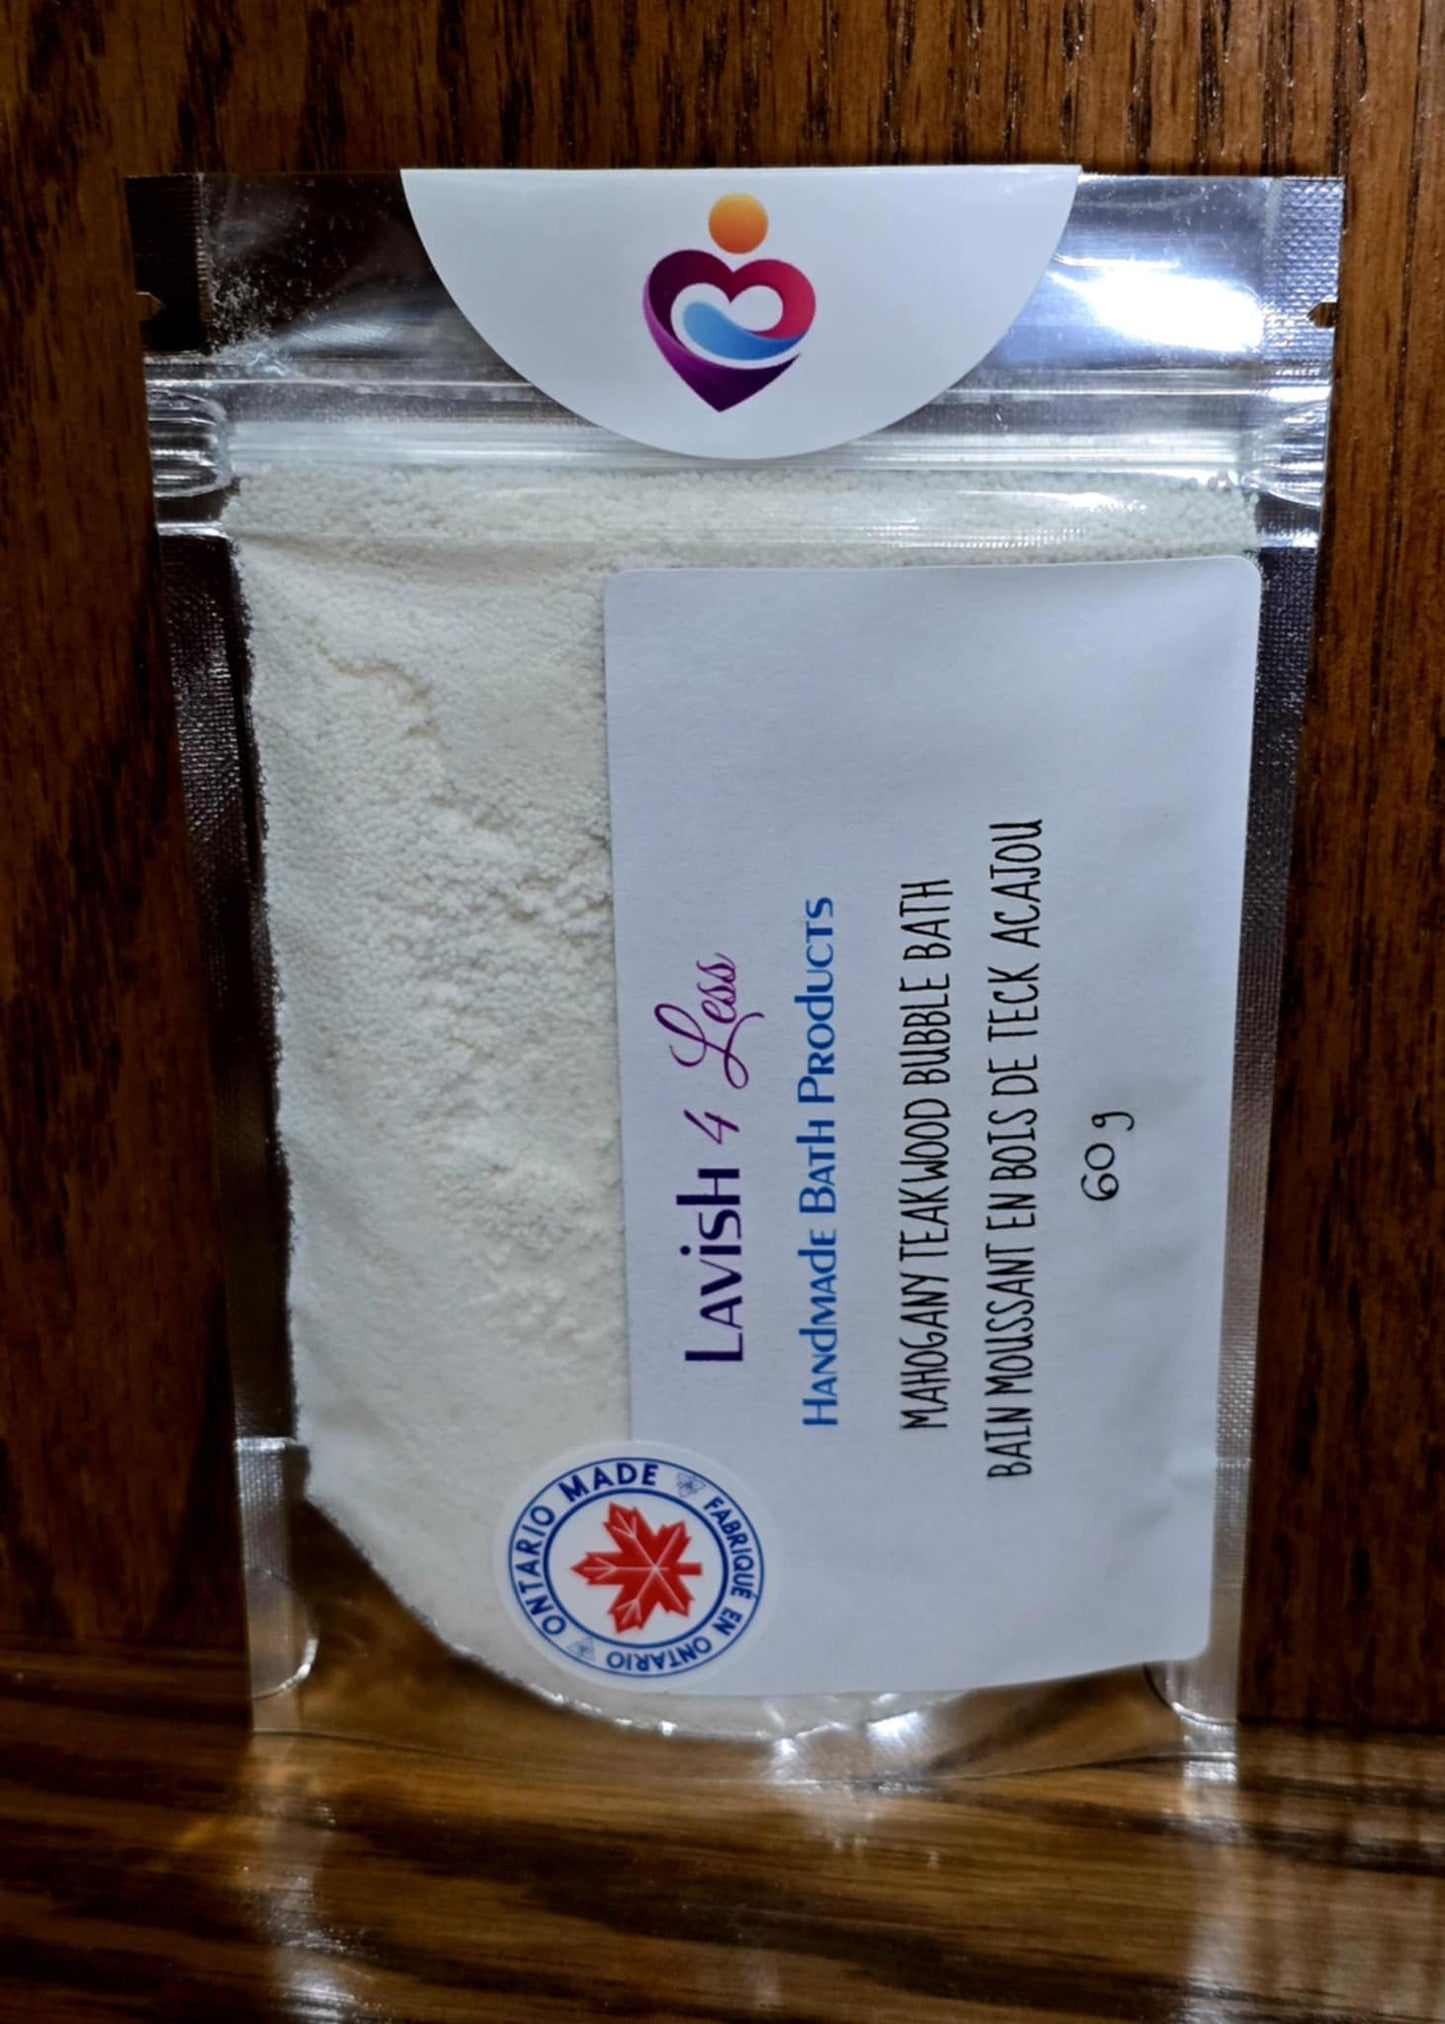 Lavish 4 Less
Handmade Bath Products
MAHOGANY TEAKWOOD BUBBLE BATH
BAIN MOUSSANT EN BOIS DE TECK ACAJOU
60 g
ONTARIO MADE
FABRIQUÉ EN ONTARIO